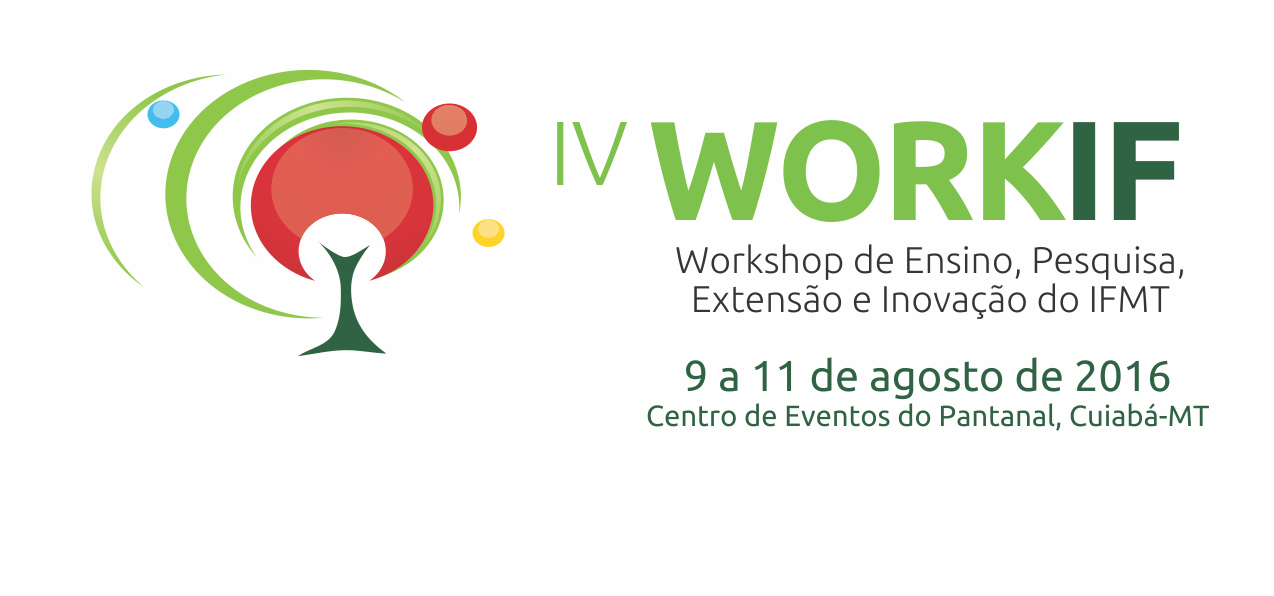 IV WORKIF
Workshop de Ensino, Pesquisa,
Extensão e Inovação do IFMT
9 a 11 de agosto de 2016
Centro de Eventos do Pantanal, Cuiabá-MT